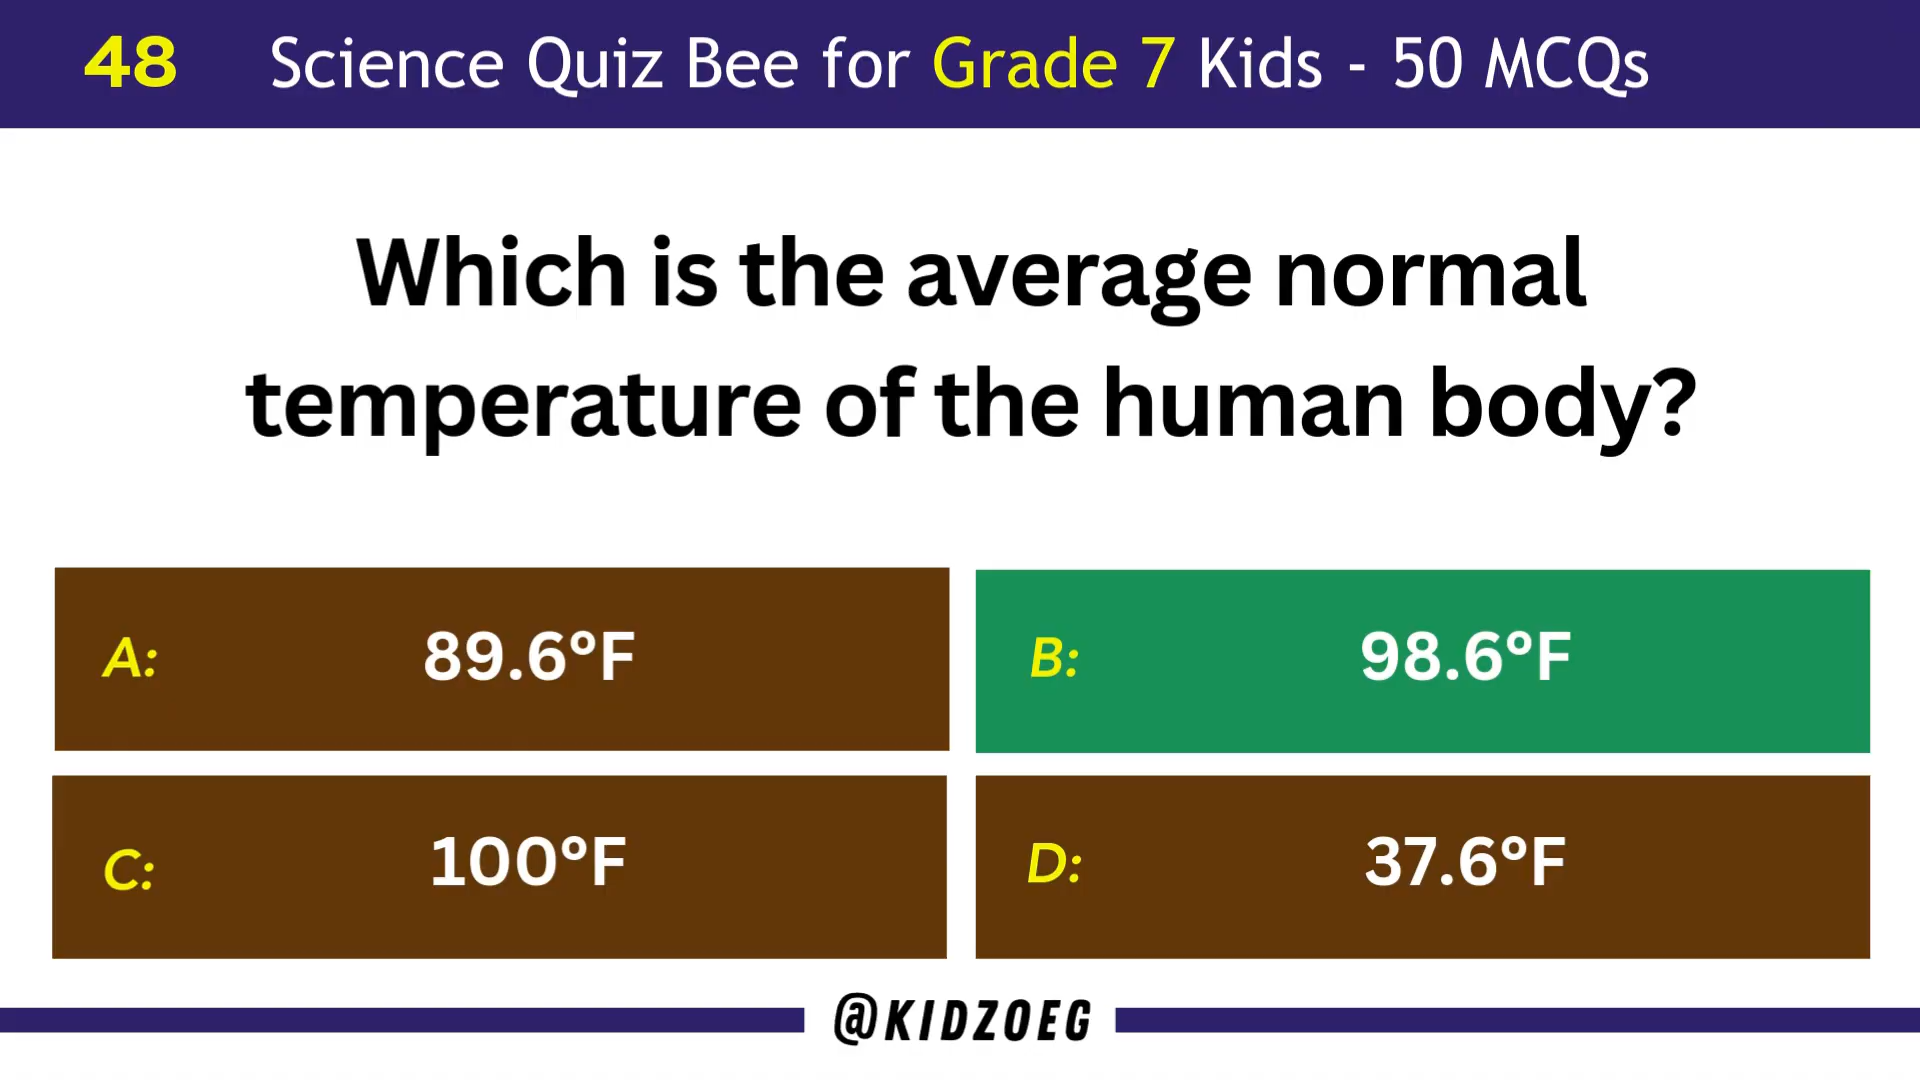 48 Science Quiz Bee for Grade 7 Kids - 50 MCQs
Which is the average normal
temperature of the human body?
A: 89.6°F
B: 98.6°F
C: 100°F
D: 37.6°F
@KIDZOEG